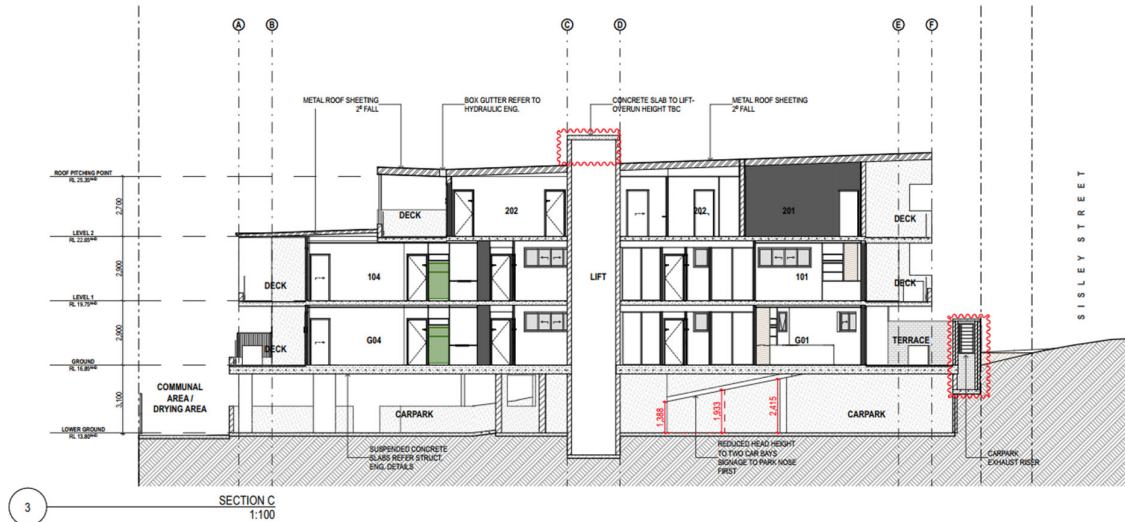 A
B
C
D
E
F
METAL ROOF SHEETING
2° FALL
BOX GUTTER REFER TO
HYDRAULIC ENG.
CONCRETE SLAB TO LIFT-
OVERUN HEIGHT TBC
METAL ROOF SHEETING
2° FALL
ROOF PITCHING POINT
2,700
DECK
202
202
201
DECK
LEVEL 2
2,900
DECK
104
LIFT
101
DECK
LEVEL 1
2,900
DECK
G04
G01
TERRACE
GROUND
3,100
COMMUNAL
AREA /
DRYING AREA
CARPARK
1,388
1,933
2,415
CARPARK
LOWER GROUND
SUSPENDED CONCRETE
SLABS REFER STRUCT.
ENG. DETAILS
REDUCED HEAD HEIGHT
TO TWO CAR BAYS
SIGNAGE TO PARK NOSE
FIRST
CARPARK
EXHAUST RISER
SISLEY STREET
3
SECTION C
1:100